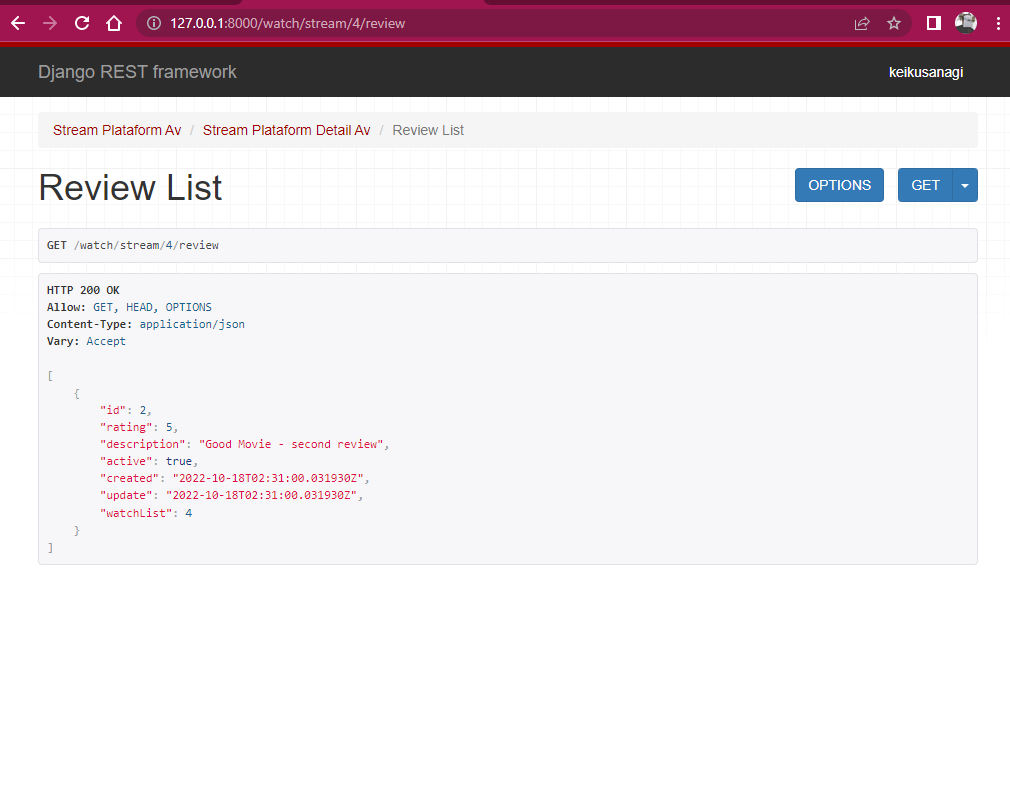 127.0.0.1:8000/watch/stream/4/review
Django REST framework
keikusanagi
Stream Plataform Av / Stream Plataform Detail Av / Review List
Review List
OPTIONS
GET
GET /watch/stream/4/review
HTTP 200 OK
Allow: GET, HEAD, OPTIONS
Content-Type: application/json
Vary: Accept
[
    {
        "id": 2,
        "rating": 5,
        "description": "Good Movie - second review",
        "active": true,
        "created": "2022-10-18T02:31:00.031930Z",
        "update": "2022-10-18T02:31:00.031930Z",
        "watchList": 4
    }
]